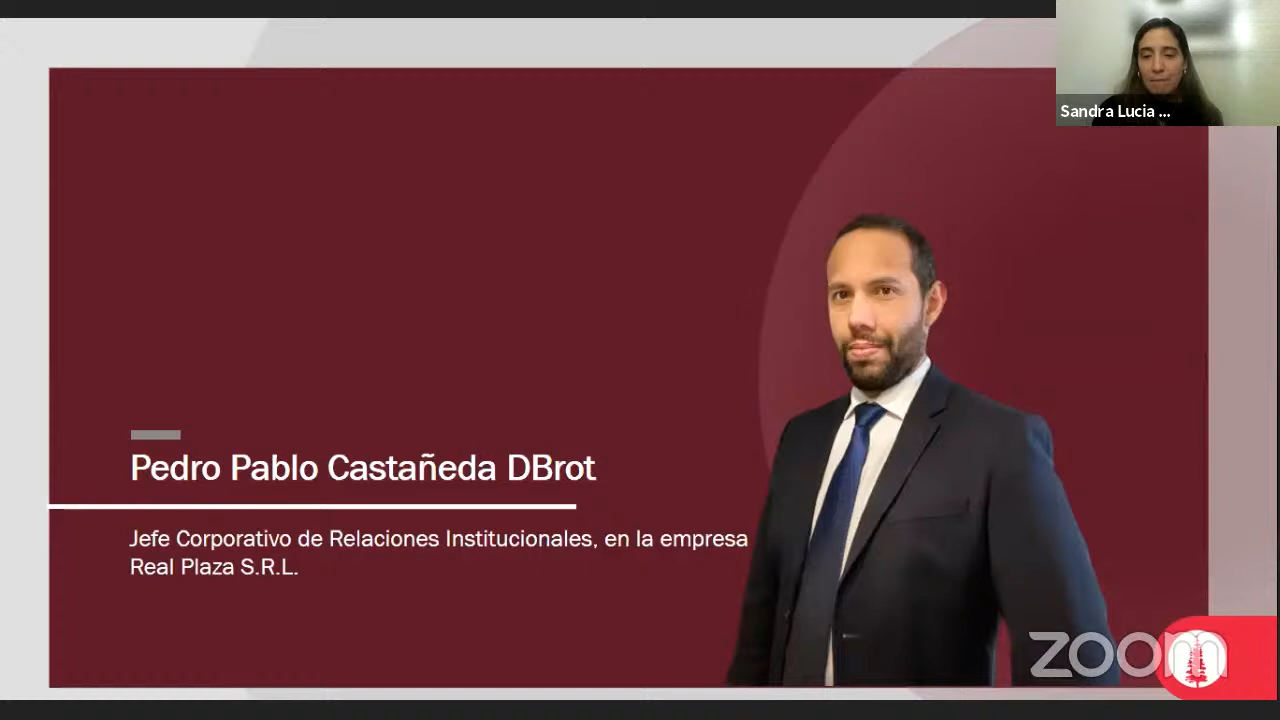 Sandra Lucia ...
Pedro Pablo Castañeda DBrot
Jefe Corporativo de Relaciones Institucionales, en la empresa
Real Plaza S.R.L.
zoom